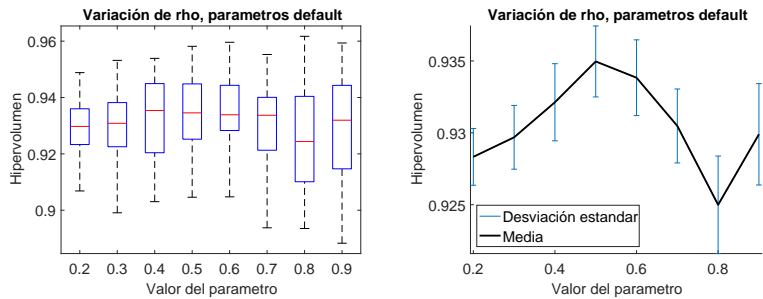 Variación de rho, parametros default
Hipervolumen
0.96
0.94
0.92
0.9
0.2 0.3 0.4 0.5 0.6 0.7 0.8 0.9
Valor del parametro
Variación de rho, parametros default
Hipervolumen
0.935
0.93
0.925
Desviación estandar
Media
0.2 0.4 0.6 0.8
Valor del parametro